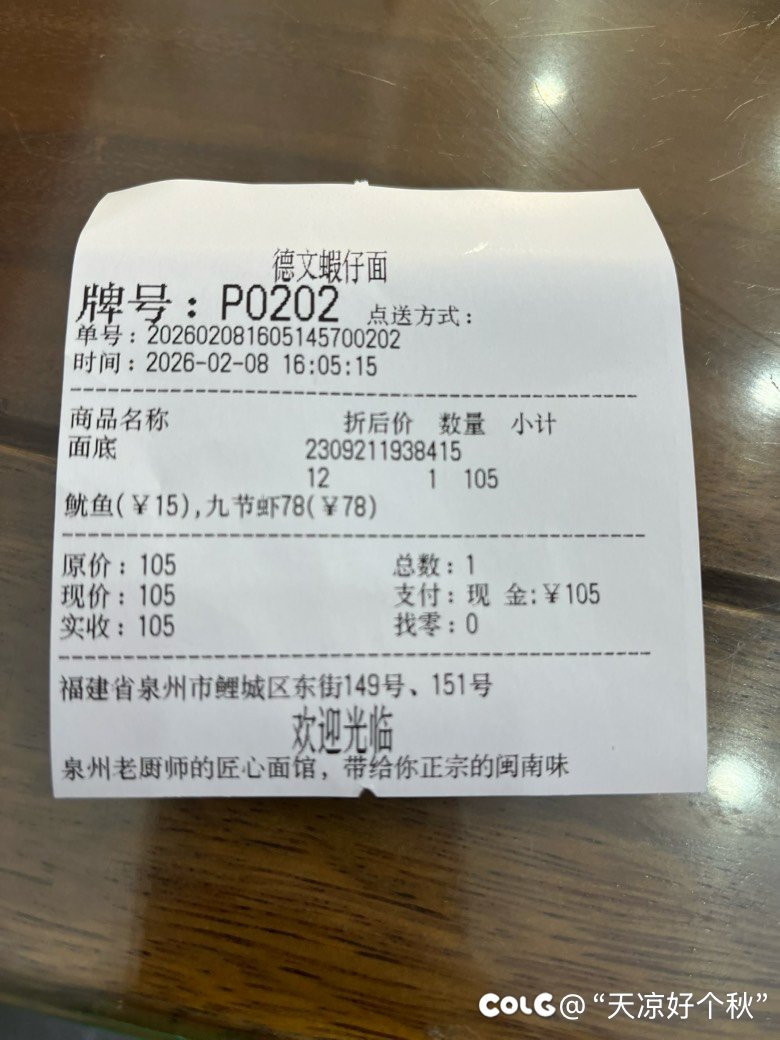 德文蝦仔面
牌号：P0202 点送方式：
单号：202602081605145700202
时间：2026-02-08 16:05:15
商品名称 折后价 数量 小计
面底 2309211938415
12 1 105
鱿鱼(￥15),九节虾78(￥78)
原价：105 总数：1
现价：105 支付：现 金:￥105
实收：105 找零：0
福建省泉州市鲤城区东街149号、151号
欢迎光临
泉州老厨师的匠心面馆，带给你正宗的闽南味
COLG@“天凉好个秋”